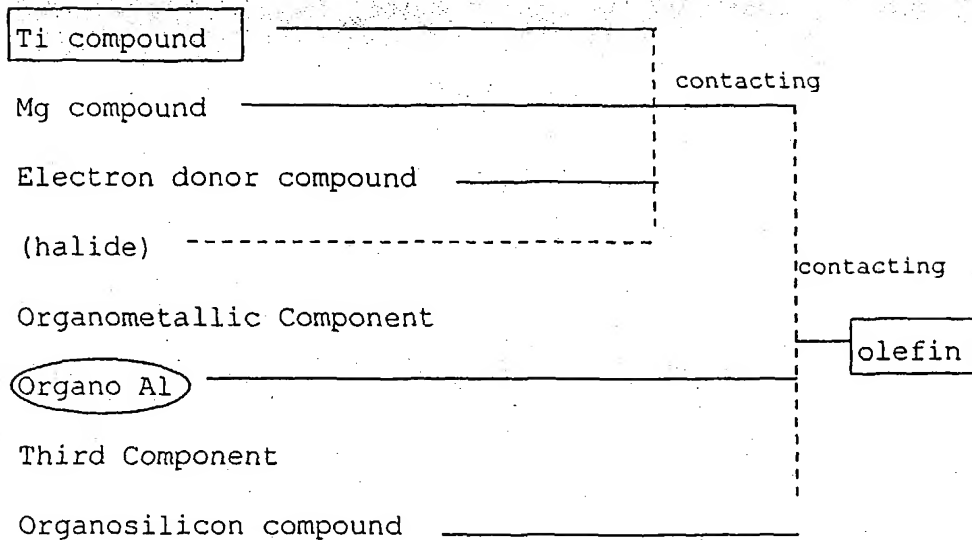 Ti compound
contacting
Mg compound
Electron donor compound
(halide)
contacting
Organometallic Component
olefin
Organo Al
Third Component
Organosilicon compound